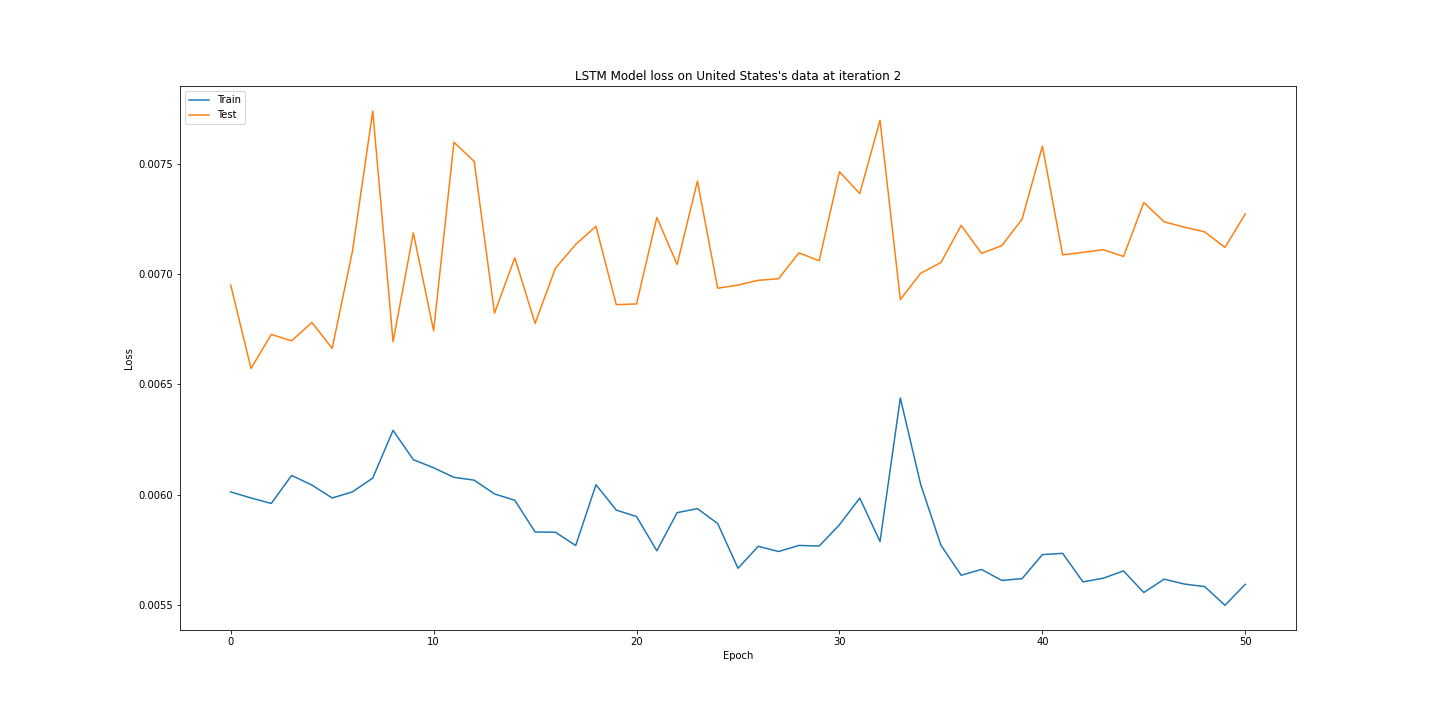 LSTM Model loss on United States's data at iteration 2
Train
Test
0.0075
0.0070
0.0065
0.0060
0.0055
Loss
0 10 20 30 40 50
Epoch